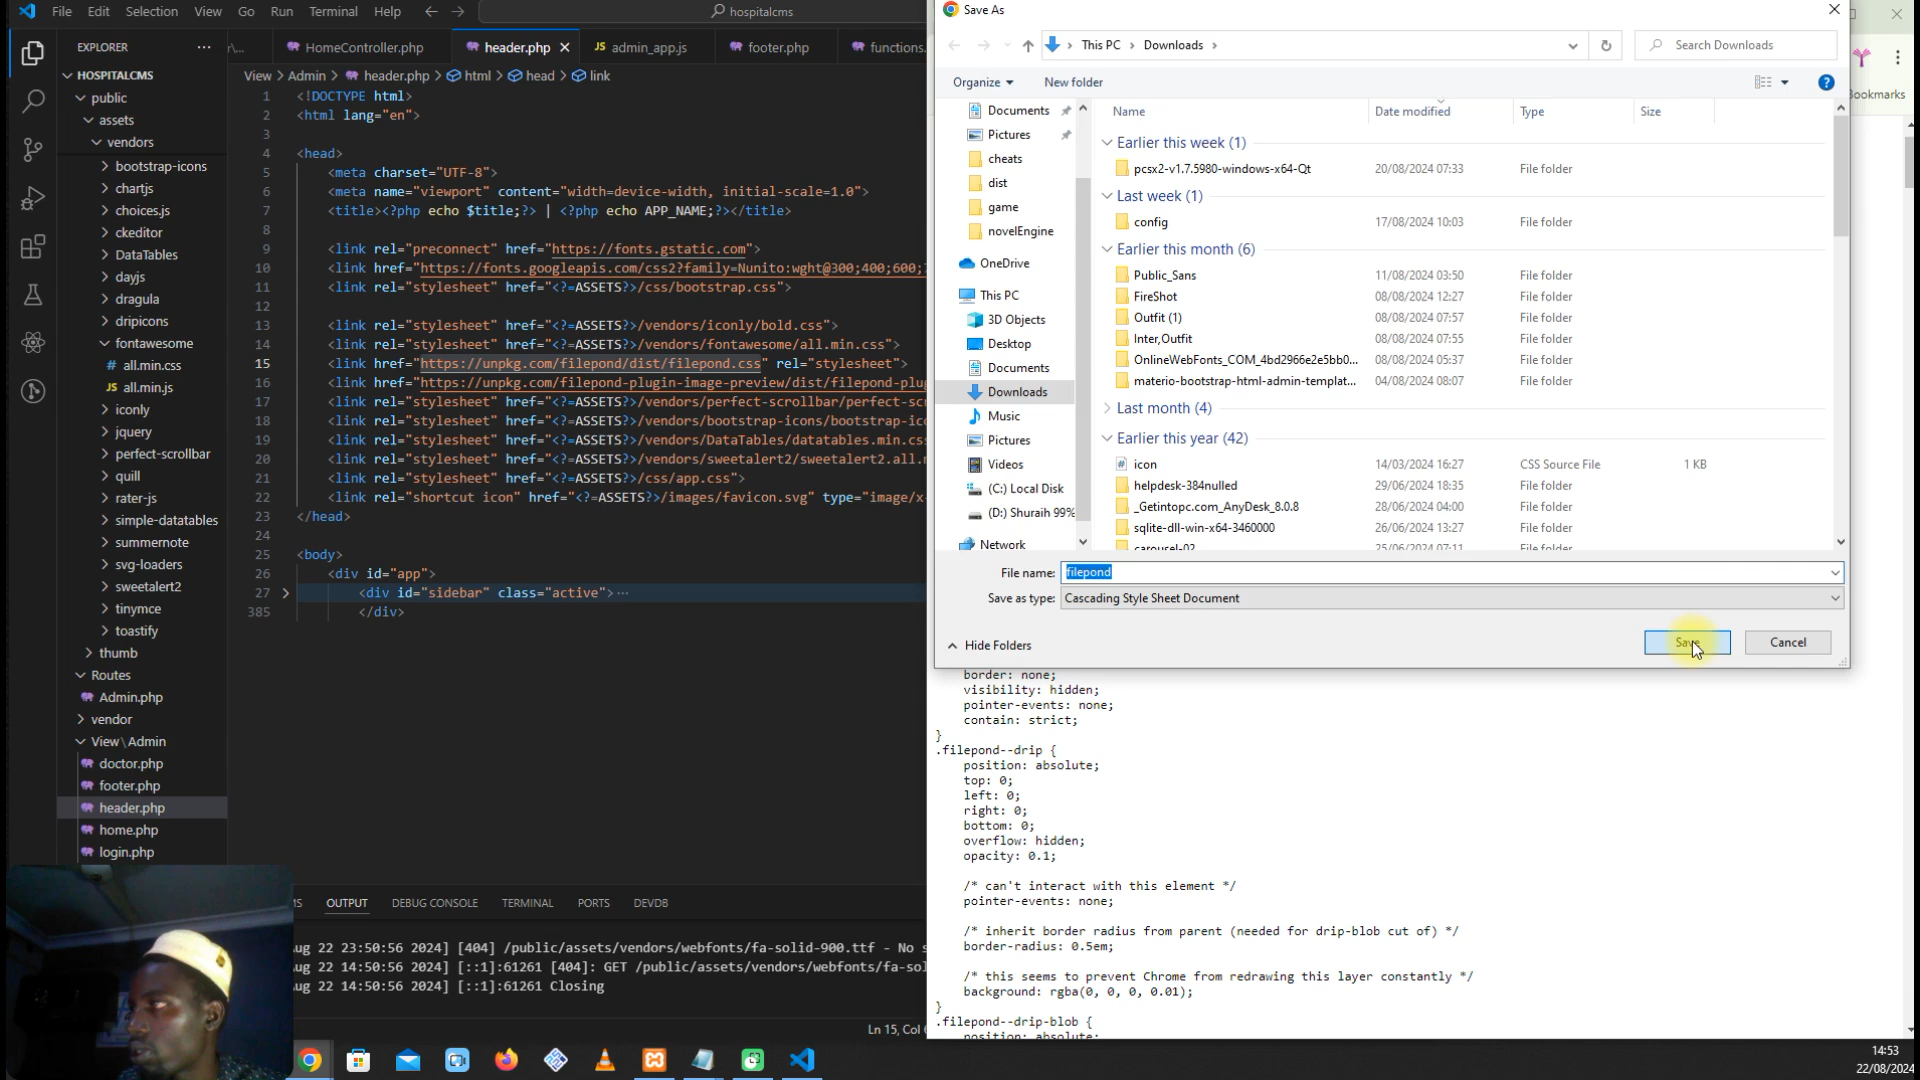 File
Edit
Selection
View
Go
Run
Terminal
Help
hospitalcms
EXPLORER
HOSPITALCMS
public
assets
vendors
bootstrap-icons
chartjs
choices.js
ckeditor
DataTables
dayjs
dragula
dripicons
fontawesome
# all.min.css
JS all.min.js
iconly
jquery
perfect-scrollbar
quill
rater-js
simple-datatables
summernote
svg-loaders
sweetalert2
tinymce
toastify
thumb
Routes
Admin.php
vendor
View\Admin
doctor.php
footer.php
header.php
home.php
login.php
HomeController.php
header.php
JS admin_app.js
footer.php
functions.
View > Admin > header.php > html > head > link
1 <!DOCTYPE html>
2 <html lang="en">
3
4 <head>
5 <meta charset="UTF-8">
6 <meta name="viewport" content="width=device-width, initial-scale=1.0">
7 <title><?php echo $title;?> | <?php echo APP_NAME;?></title>
8
9 <link rel="preconnect" href="https://fonts.gstatic.com">
10 <link href="https://fonts.googleapis.com/css2?family=Nunito:wght@300;400;600;
11 <link rel="stylesheet" href="<?=ASSETS?>/css/bootstrap.css">
12
13 <link rel="stylesheet" href="<?=ASSETS?>/vendors/iconly/bold.css">
14 <link rel="stylesheet" href="<?=ASSETS?>/vendors/fontawesome/all.min.css">
15 <link href="https://unpkg.com/filepond/dist/filepond.css" rel="stylesheet">
16 <link href="https://unpkg.com/filepond-plugin-image-preview/dist/filepond-plu
17 <link rel="stylesheet" href="<?=ASSETS?>/vendors/perfect-scrollbar/perfect-sc
18 <link rel="stylesheet" href="<?=ASSETS?>/vendors/bootstrap-icons/bootstrap-ic
19 <link rel="stylesheet" href="<?=ASSETS?>/vendors/DataTables/datatables.min.cs
20 <link rel="stylesheet" href="<?=ASSETS?>/vendors/sweetalert2/sweetalert2.all.
21 <link rel="stylesheet" href="<?=ASSETS?>/css/app.css">
22 <link rel="shortcut icon" href="<?=ASSETS?>/images/favicon.svg" type="image/x-
23 </head>
24
25 <body>
26 <div id="app">
27 <div id="sidebar" class="active">···
385 </div>
OUTPUT
DEBUG CONSOLE
TERMINAL
PORTS
DEVDB
ug 22 23:50:56 2024] [404] /public/assets/vendors/webfonts/fa-solid-900.ttf - No s
ug 22 14:50:56 2024] [::1]:61261 [404]: GET /public/assets/vendors/webfonts/fa-sol
ug 22 14:50:56 2024] [::1]:61261 Closing
Ln 15, Col
Save As
This PC > Downloads >
Search Downloads
Organize
New folder
Documents
Pictures
cheats
dist
game
novelEngine
OneDrive
This PC
3D Objects
Desktop
Documents
Downloads
Music
Pictures
Videos
(C:) Local Disk
(D:) Shuraih 99%
Network
Name Date modified Type Size
Earlier this week (1)
pcsx2-v1.7.5980-windows-x64-Qt 20/08/2024 07:33 File folder
Last week (1)
config 17/08/2024 10:03 File folder
Earlier this month (6)
Public_Sans 11/08/2024 03:50 File folder
FireShot 08/08/2024 12:27 File folder
Outfit (1) 08/08/2024 07:57 File folder
Inter,Outfit 08/08/2024 07:55 File folder
OnlineWebFonts_COM_4bd2966e2e5bb0... 08/08/2024 05:37 File folder
materio-bootstrap-html-admin-templat... 04/08/2024 08:07 File folder
Last month (4)
Earlier this year (42)
icon 14/03/2024 16:27 CSS Source File 1 KB
helpdesk-384nulled 29/06/2024 18:35 File folder
_Getintopc.com_AnyDesk_8.0.8 28/06/2024 04:00 File folder
sqlite-dll-win-x64-3460000 26/06/2024 13:27 File folder
carousel-02 25/06/2024 07:11 File folder
File name: filepond
Save as type: Cascading Style Sheet Document
Hide Folders
Save
Cancel
ookmarks
border: none;
visibility: hidden;
pointer-events: none;
contain: strict;
}
.filepond--drip {
position: absolute;
top: 0;
left: 0;
right: 0;
bottom: 0;
overflow: hidden;
opacity: 0.1;
/* can't interact with this element */
pointer-events: none;
/* inherit border radius from parent (needed for drip-blob cut of) */
border-radius: 0.5em;
/* this seems to prevent Chrome from redrawing this layer constantly */
background: rgba(0, 0, 0, 0.01);
}
.filepond--drip-blob {
position: absolute;
14:53
22/08/2024